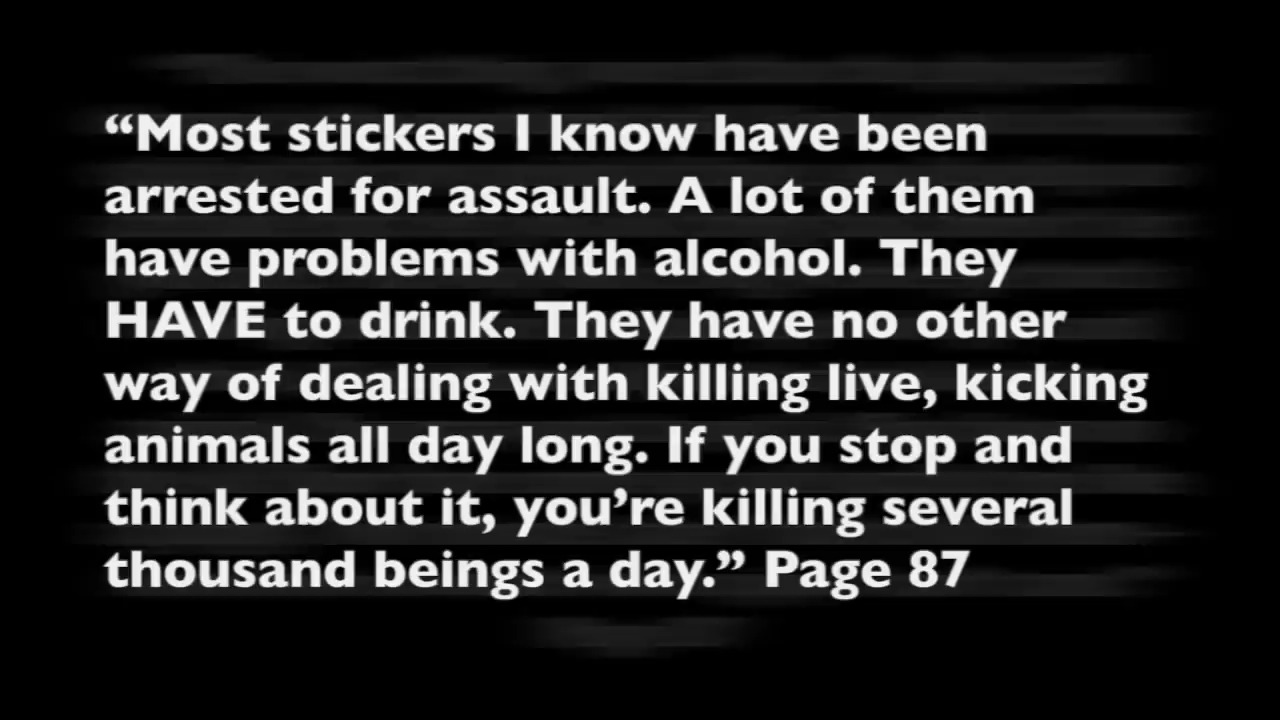 “Most stickers I know have been
arrested for assault. A lot of them
have problems with alcohol. They
HAVE to drink. They have no other
way of dealing with killing live, kicking
animals all day long. If you stop and
think about it, you’re killing several
thousand beings a day.” Page 87